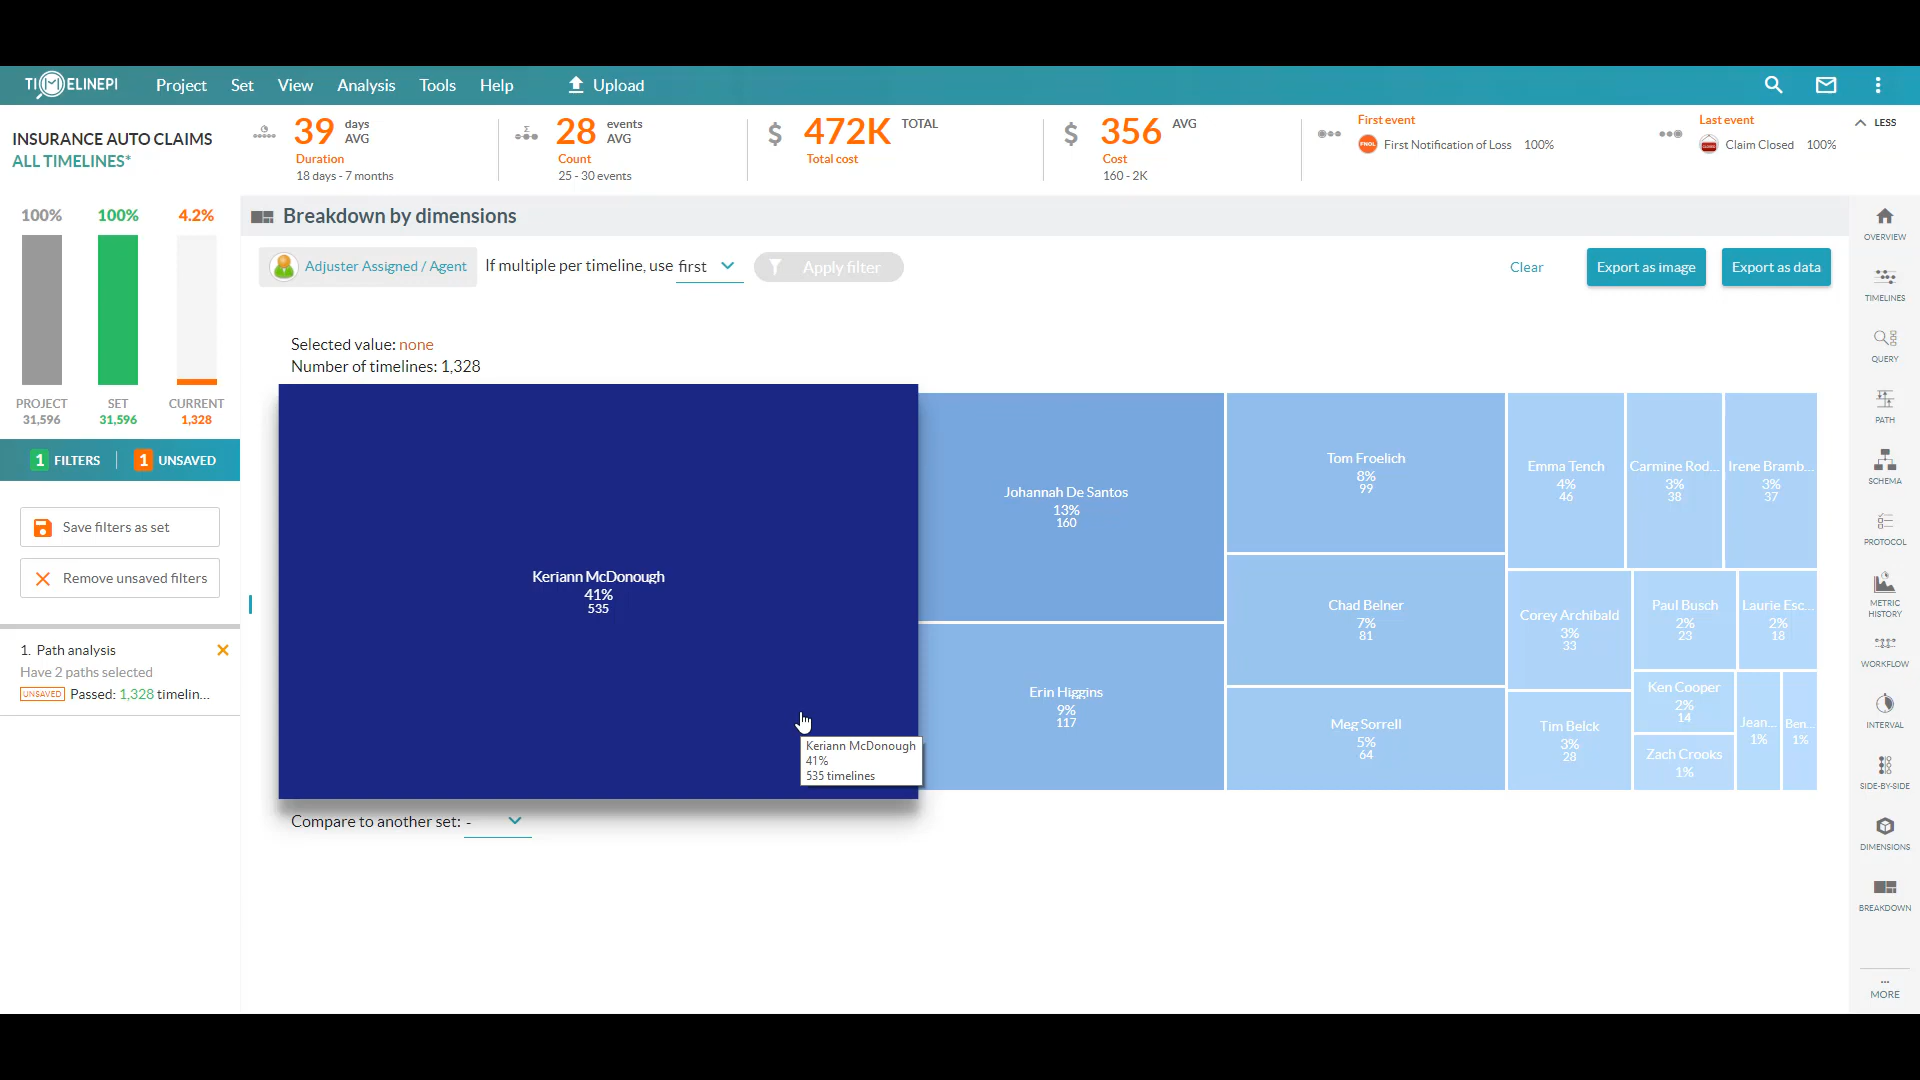 TIMELINEPI
Project
Set
View
Analysis
Tools
Help
Upload
INSURANCE AUTO CLAIMS
ALL TIMELINES*
39 days AVG
Duration
18 days - 7 months
28 events AVG
Count
25 - 30 events
$ 472K TOTAL
Total cost
$ 356 AVG
Cost
160 - 2K
First event
FNOL First Notification of Loss 100%
Last event
Claim Closed 100%
LESS
100% 100% 4.2%
PROJECT SET CURRENT
31,596 31,596 1,328
1 FILTERS 1 UNSAVED
Save filters as set
Remove unsaved filters
1. Path analysis
Have 2 paths selected
UNSAVED Passed: 1,328 timelin...
Breakdown by dimensions
Adjuster Assigned / Agent If multiple per timeline, use first Apply filter
Clear
Export as image
Export as data
Selected value: none
Number of timelines: 1,328
Keriann McDonough
41%
535
Keriann McDonough
41%
535 timelines
Johannah De Santos
13%
160
Erin Higgins
9%
117
Tom Froelich
8%
99
Chad Belner
7%
81
Meg Sorrell
5%
64
Emma Tench
4%
46
Carmine Rod...
3%
38
Irene Bramb...
3%
37
Corey Archibald
3%
33
Tim Belck
3%
28
Paul Busch
2%
23
Laurie Esc...
2%
18
Ken Cooper
2%
14
Zach Crooks
1%
Jean...
1%
Ben...
1%
Compare to another set: -
OVERVIEW
TIMELINES
QUERY
PATH
SCHEMA
PROTOCOL
METRIC
HISTORY
WORKFLOW
INTERVAL
SIDE-BY-SIDE
DIMENSIONS
BREAKDOWN
...
MORE